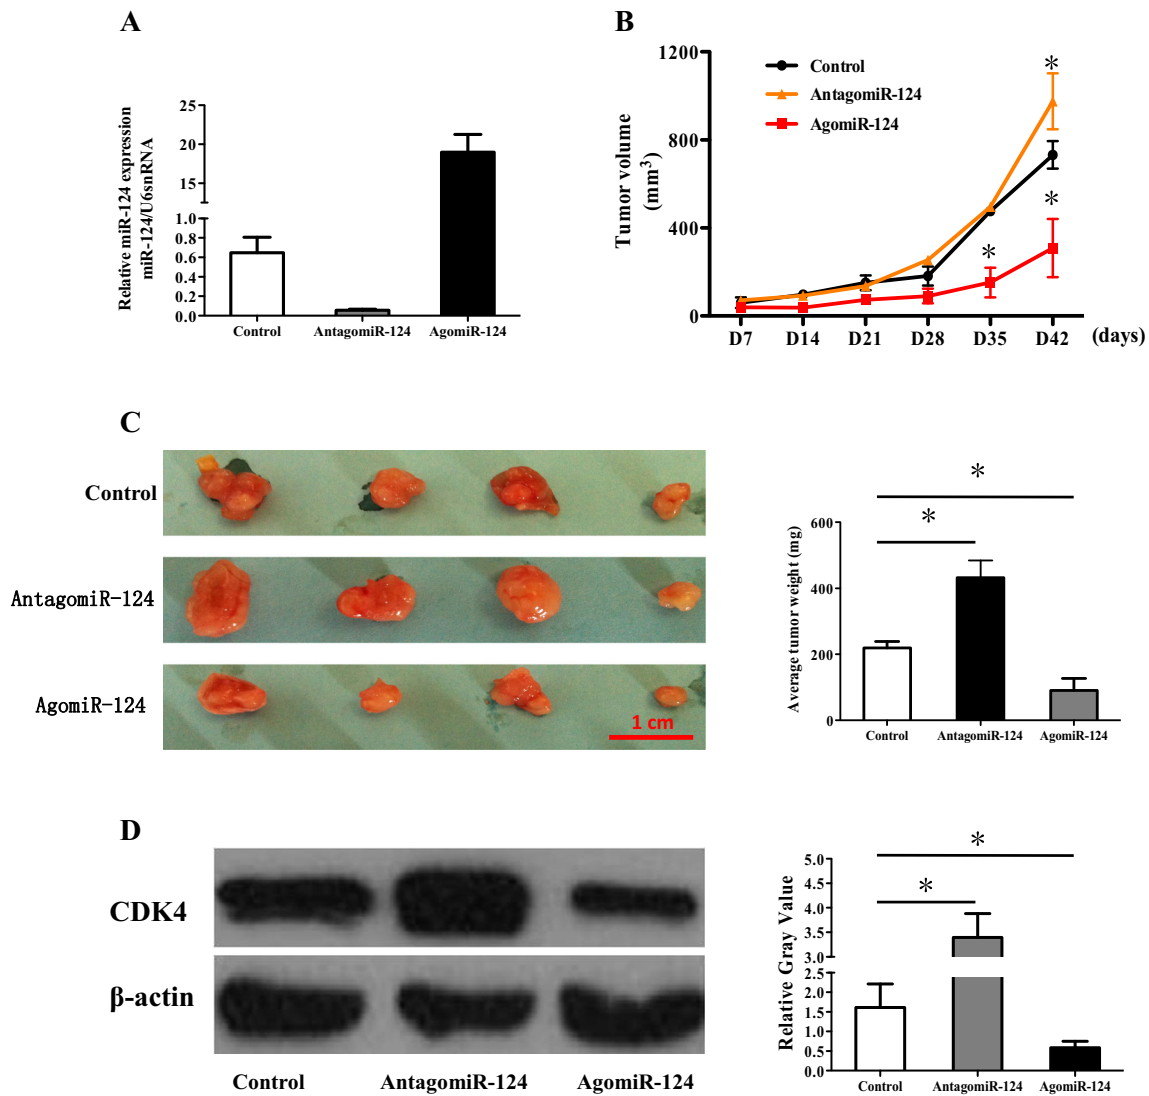 A
Relative miR-124 expression
miR-124/U6snRNA
25
20
15
1.0
0.8
0.6
0.4
0.2
0.0
Control
AntagomiR-124
AgomiR-124
B
Tumor volume
(mm3)
1200
800
400
0
Control
AntagomiR-124
AgomiR-124
*
*
*
D7
D14
D21
D28
D35
D42
(days)
C
Control
AntagomiR-124
AgomiR-124
1 cm
Average tumor weight (mg)
600
400
200
0
*
*
Control
AntagomiR-124
AgomiR-124
D
CDK4
β-actin
Control
AntagomiR-124
AgomiR-124
Relative Gray Value
5.0
4.5
4.0
3.5
3.0
2.5
2.0
1.5
1.0
0.5
0.0
*
*
Control
AntagomiR-124
AgomiR-124